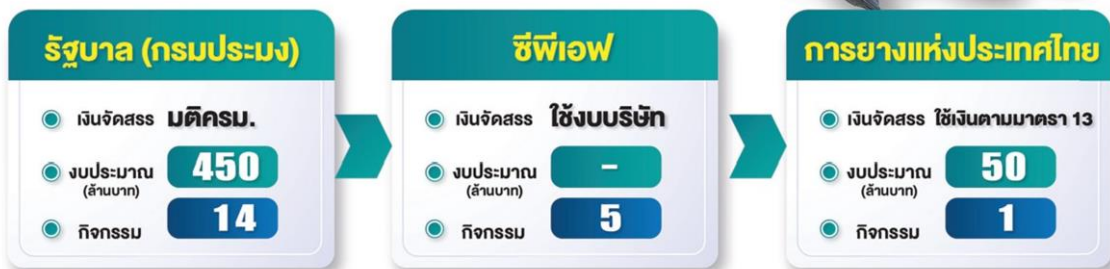 รัฐบาล (กรมประมง)
เงินจัดสรร มติครม.
งบประมาณ 450
(ล้านบาท)
กิจกรรม 14
ซีพีเอฟ
เงินจัดสรร ใช้งบบริษัท
งบประมาณ -
(ล้านบาท)
กิจกรรม 5
การยางแห่งประเทศไทย
เงินจัดสรร ใช้เงินตามมาตรา 13
งบประมาณ 50
(ล้านบาท)
กิจกรรม 1